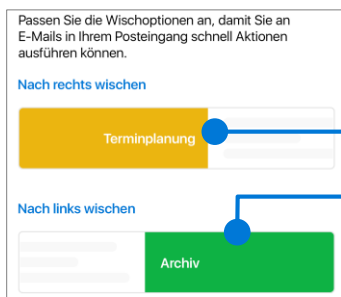 Passen Sie die Wischoptionen an, damit Sie an
E-Mails in Ihrem Posteingang schnell Aktionen
ausführen können.
Nach rechts wischen
Terminplanung
Nach links wischen
Archiv